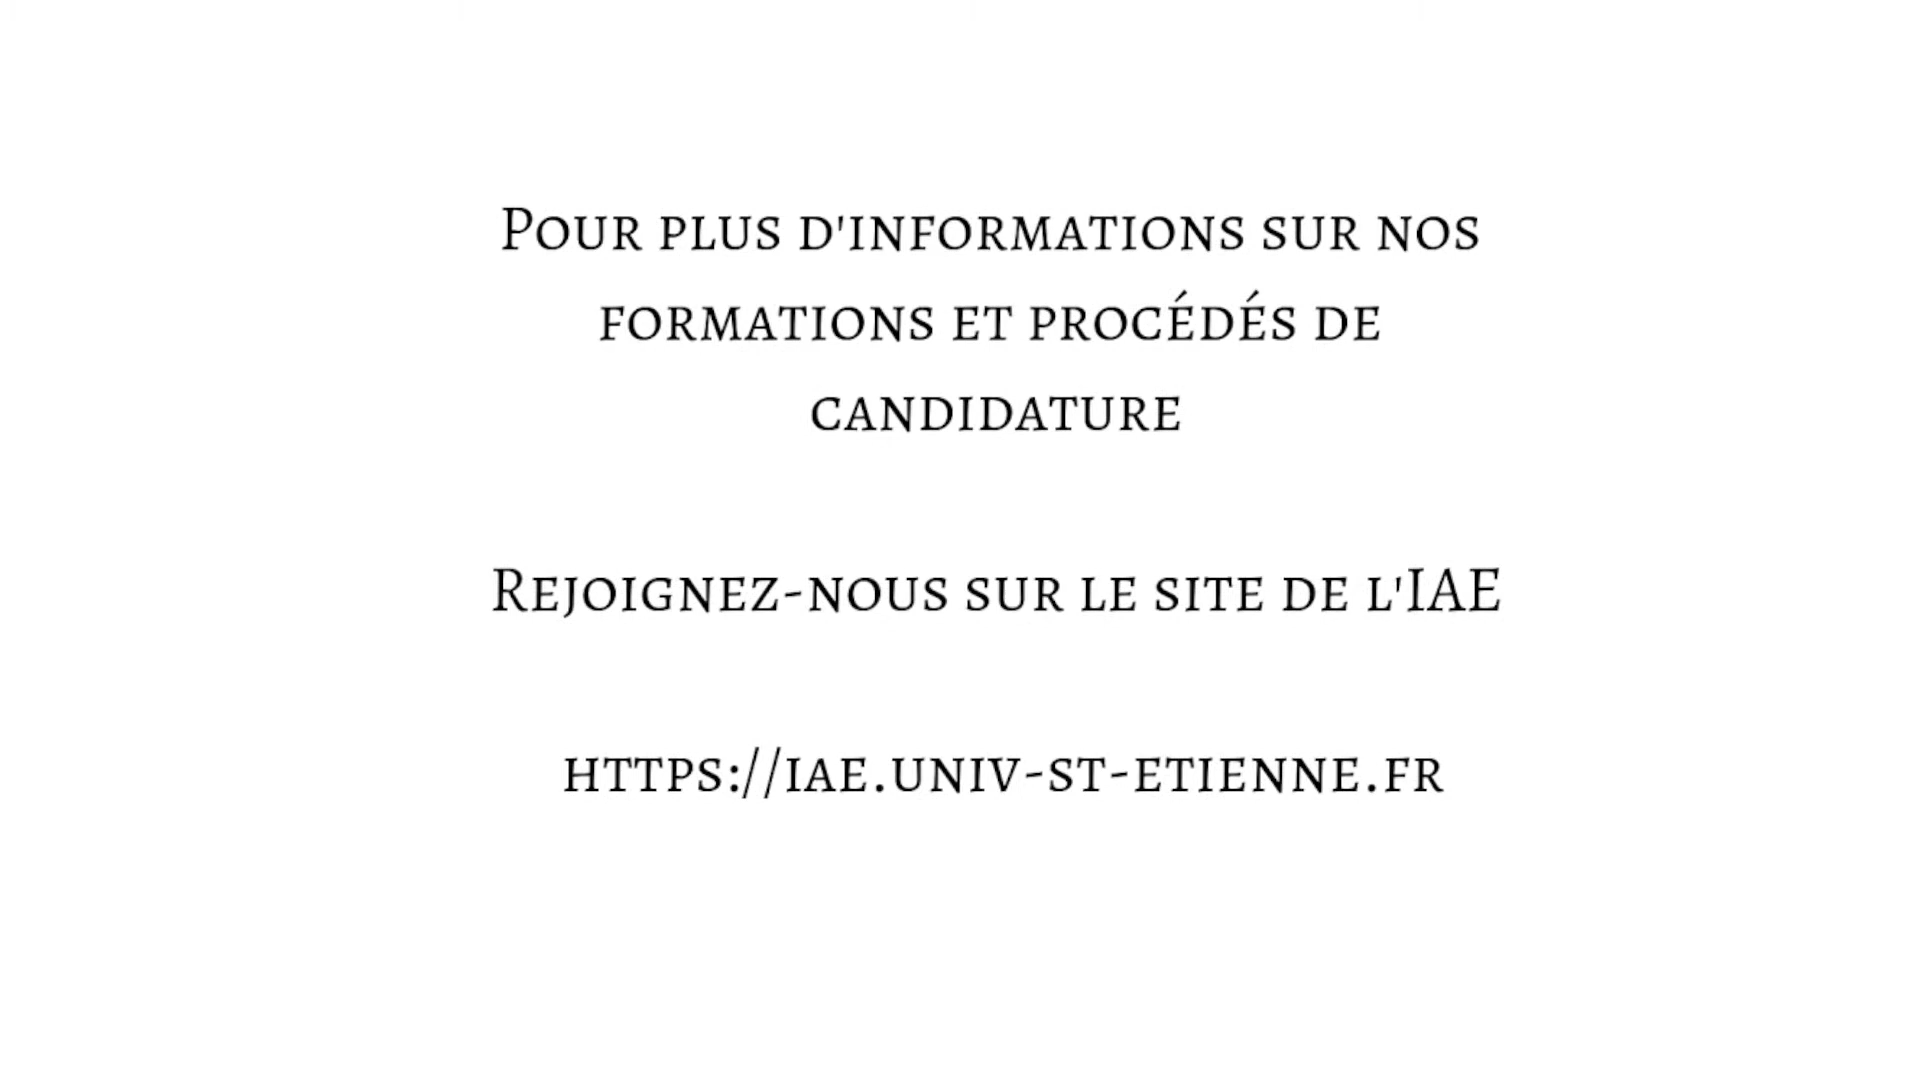 Pour plus d'informations sur nos
formations et procédés de
candidature
Rejoignez-nous sur le site de l'IAE
https://iae.univ-st-etienne.fr